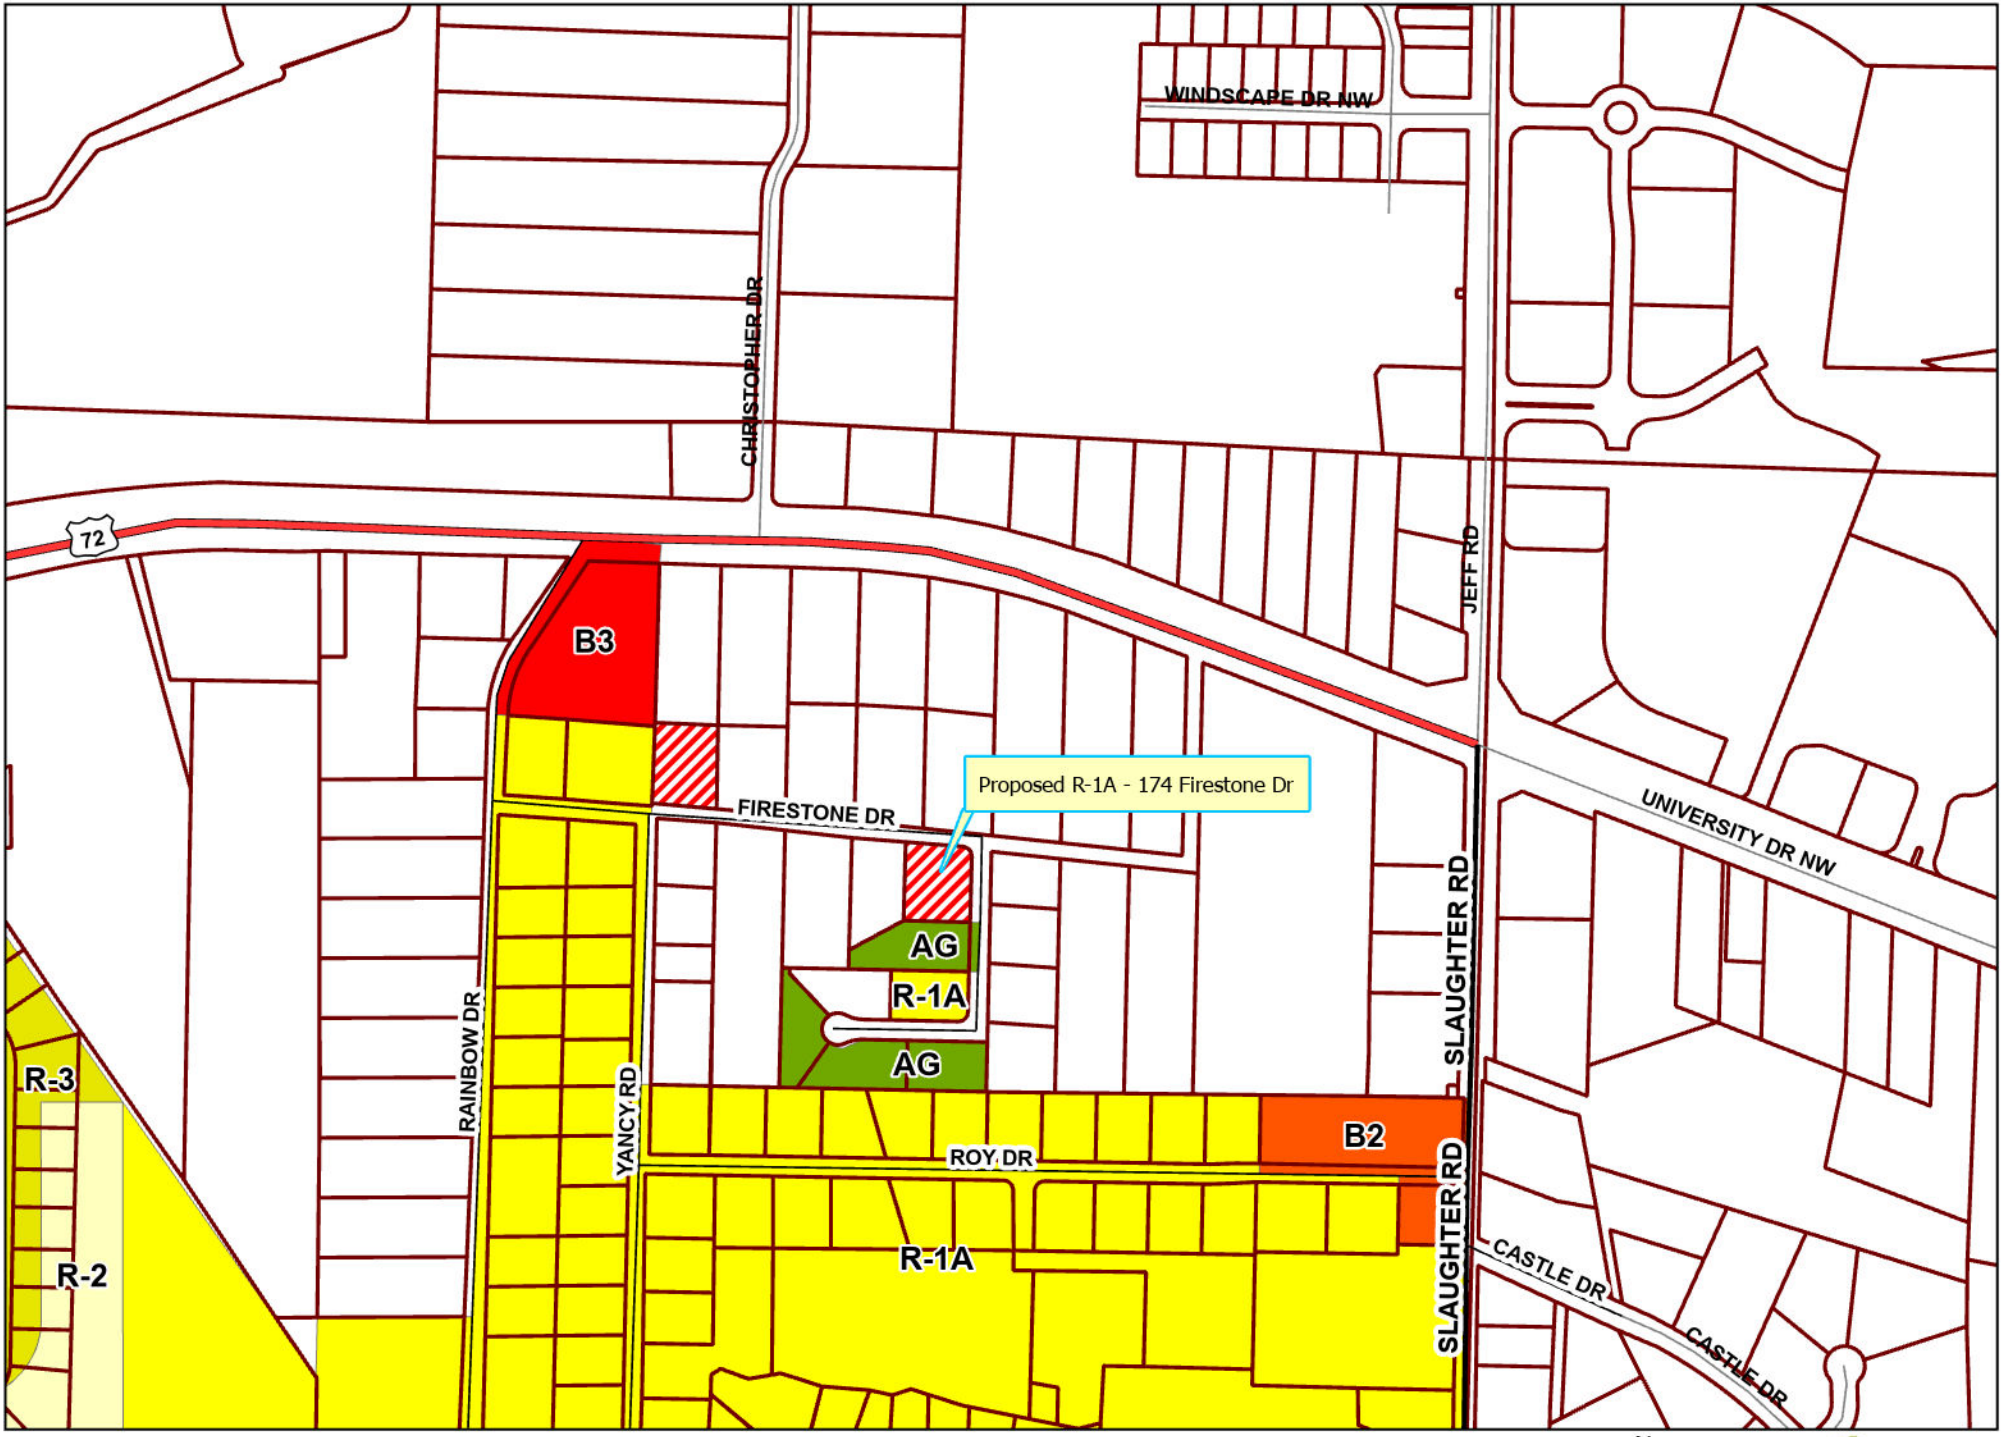 WINDSCAPE DR NW
CHRISTOPHER DR
72
JEFF RD
B3
Proposed R-1A - 174 Firestone Dr
FIRESTONE DR
UNIVERSITY DR NW
SLAUGHTER RD
AG
R-1A
RAINBOW DR
AG
R-3
YANCY RD
B2
ROY DR
SLAUGHTER RD
R-1A
R-2
CASTLE DR
CASTLE DR